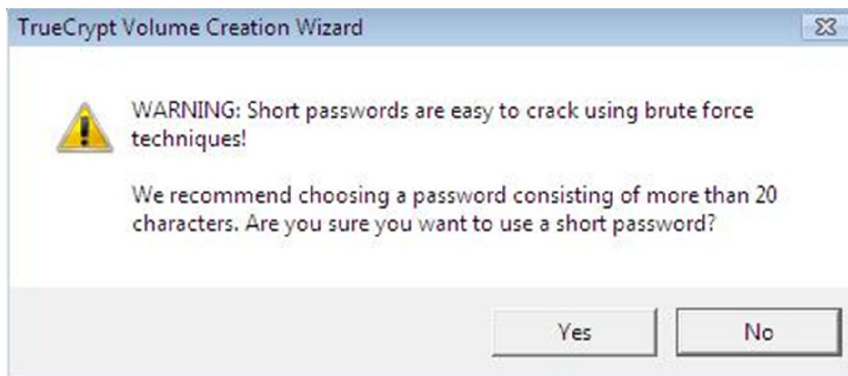 TrueCrypt Volume Creation Wizard
WARNING: Short passwords are easy to crack using brute force
techniques!
We recommend choosing a password consisting of more than 20
characters. Are you sure you want to use a short password?
Yes
No